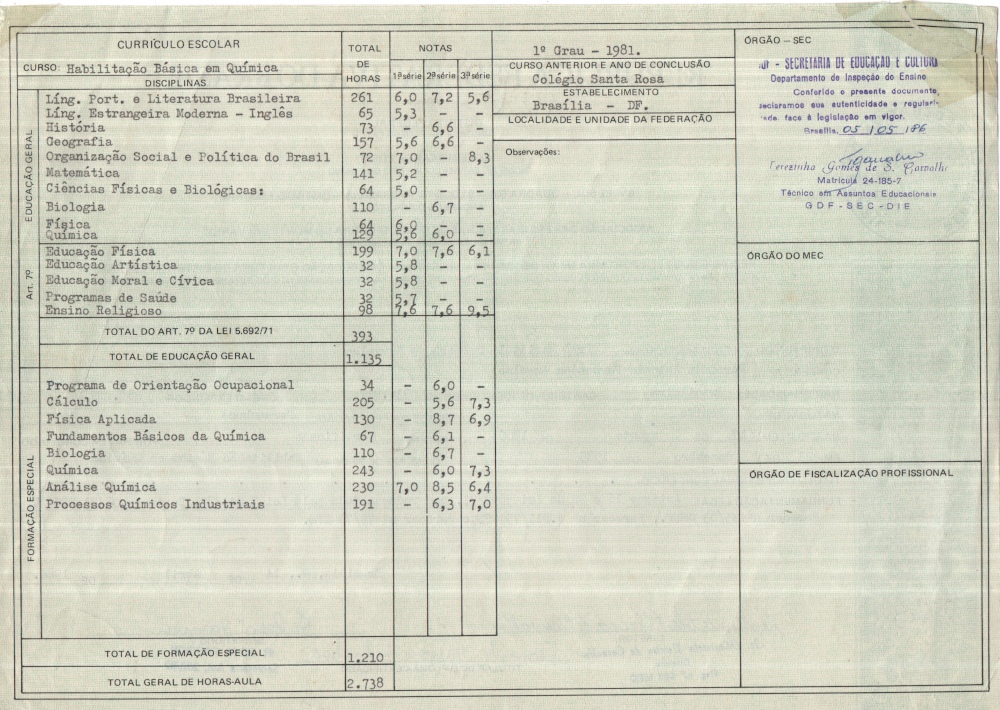 CURRÍCULO ESCOLAR
CURSO: Habilitação Básica em Química
DISCIPLINAS
TOTAL DE HORAS
NOTAS
1ª série 2ª série 3ª série
EDUCAÇÃO GERAL
Líng. Port. e Literatura Brasileira 261 6,0 7,2 5,6
Líng. Estrangeira Moderna - Inglês 65 5,3 - -
História 73 - 6,6 -
Geografia 157 5,6 6,6 -
Organização Social e Política do Brasil 72 7,0 - 8,3
Matemática 141 5,2 - -
Ciências Físicas e Biológicas: 64 5,0 - -
Biologia 110 - 6,7 -
Física 64 6,0 - -
Química 129 5,6 6,0 -
Art. 7º
Educação Física 199 7,0 7,6 6,1
Educação Artística 32 5,8 - -
Educação Moral e Cívica 32 5,8 - -
Programas de Saúde 32 5,7 - -
Ensino Religioso 98 7,6 7,6 9,5
TOTAL DO ART. 7º DA LEI 5.692/71 393
TOTAL DE EDUCAÇÃO GERAL 1.135
FORMAÇÃO ESPECIAL
Programa de Orientação Ocupacional 34 - 6,0 -
Cálculo 205 - 5,6 7,3
Física Aplicada 130 - 8,7 6,9
Fundamentos Básicos da Química 67 - 6,1 -
Biologia 110 - 6,7 -
Química 243 - 6,0 7,3
Análise Química 230 7,0 8,5 6,4
Processos Químicos Industriais 191 - 6,3 7,0
TOTAL DE FORMAÇÃO ESPECIAL 1.210
TOTAL GERAL DE HORAS-AULA 2.738
1º Grau - 1981.
CURSO ANTERIOR E ANO DE CONCLUSÃO
Colégio Santa Rosa
ESTABELECIMENTO
Brasília - DF.
LOCALIDADE E UNIDADE DA FEDERAÇÃO
Observações:
ÓRGÃO - SEC
SECRETARIA DE EDUCAÇÃO E CULTURA
Departamento de Inspeção do Ensino
Conferido o presente documento,
declaramos sua autenticidade e regulari-
face à legislação em vigor.
Brasília, 05 / 05 / 86
Terezinha Gomes de S. Carvalho
Matrícula 24-185-7
Técnico em Assuntos Educacionais
GDF - SEC - DIE
ÓRGÃO DO MEC
ÓRGÃO DE FISCALIZAÇÃO PROFISSIONAL